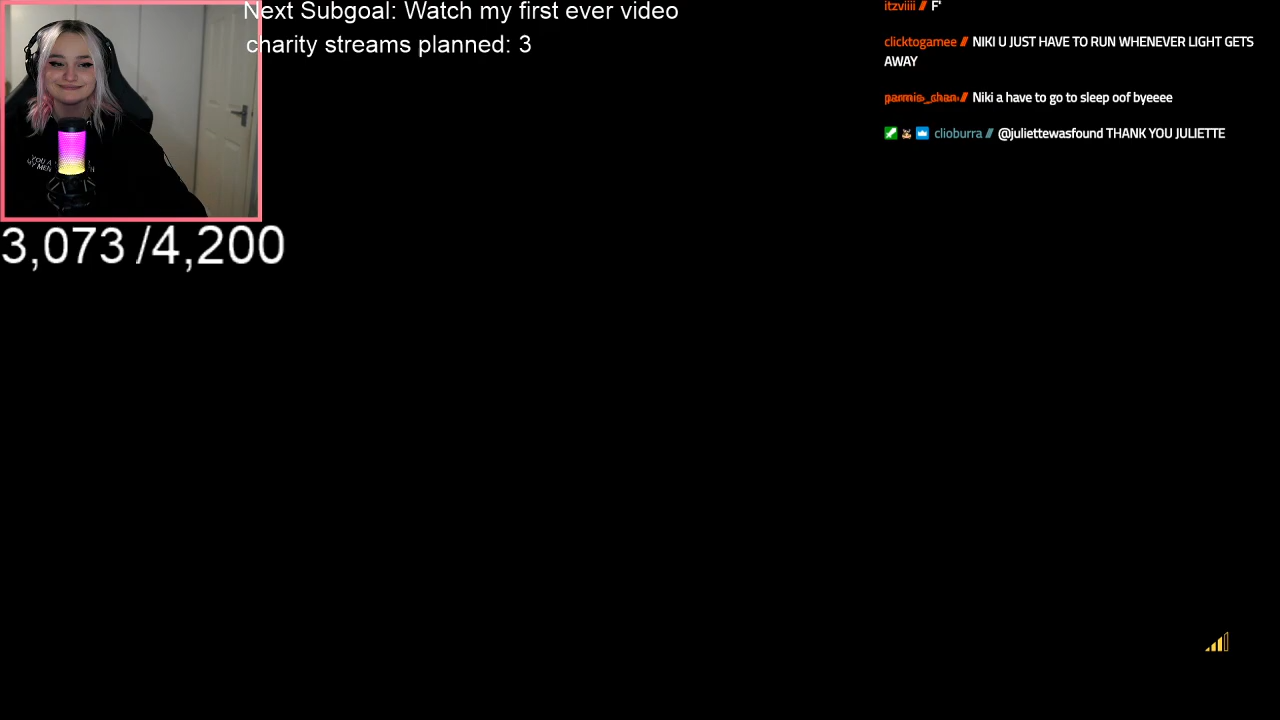 Next Subgoal: Watch my first ever video
charity streams planned: 3
3,073 /4,200
itzviiii // F'
clicktogamee // NIKI U JUST HAVE TO RUN WHENEVER LIGHT GETS
AWAY
parmis_chan // Niki a have to go to sleep oof byeeee
clioburra // @juliettewasfound THANK YOU JULIETTE